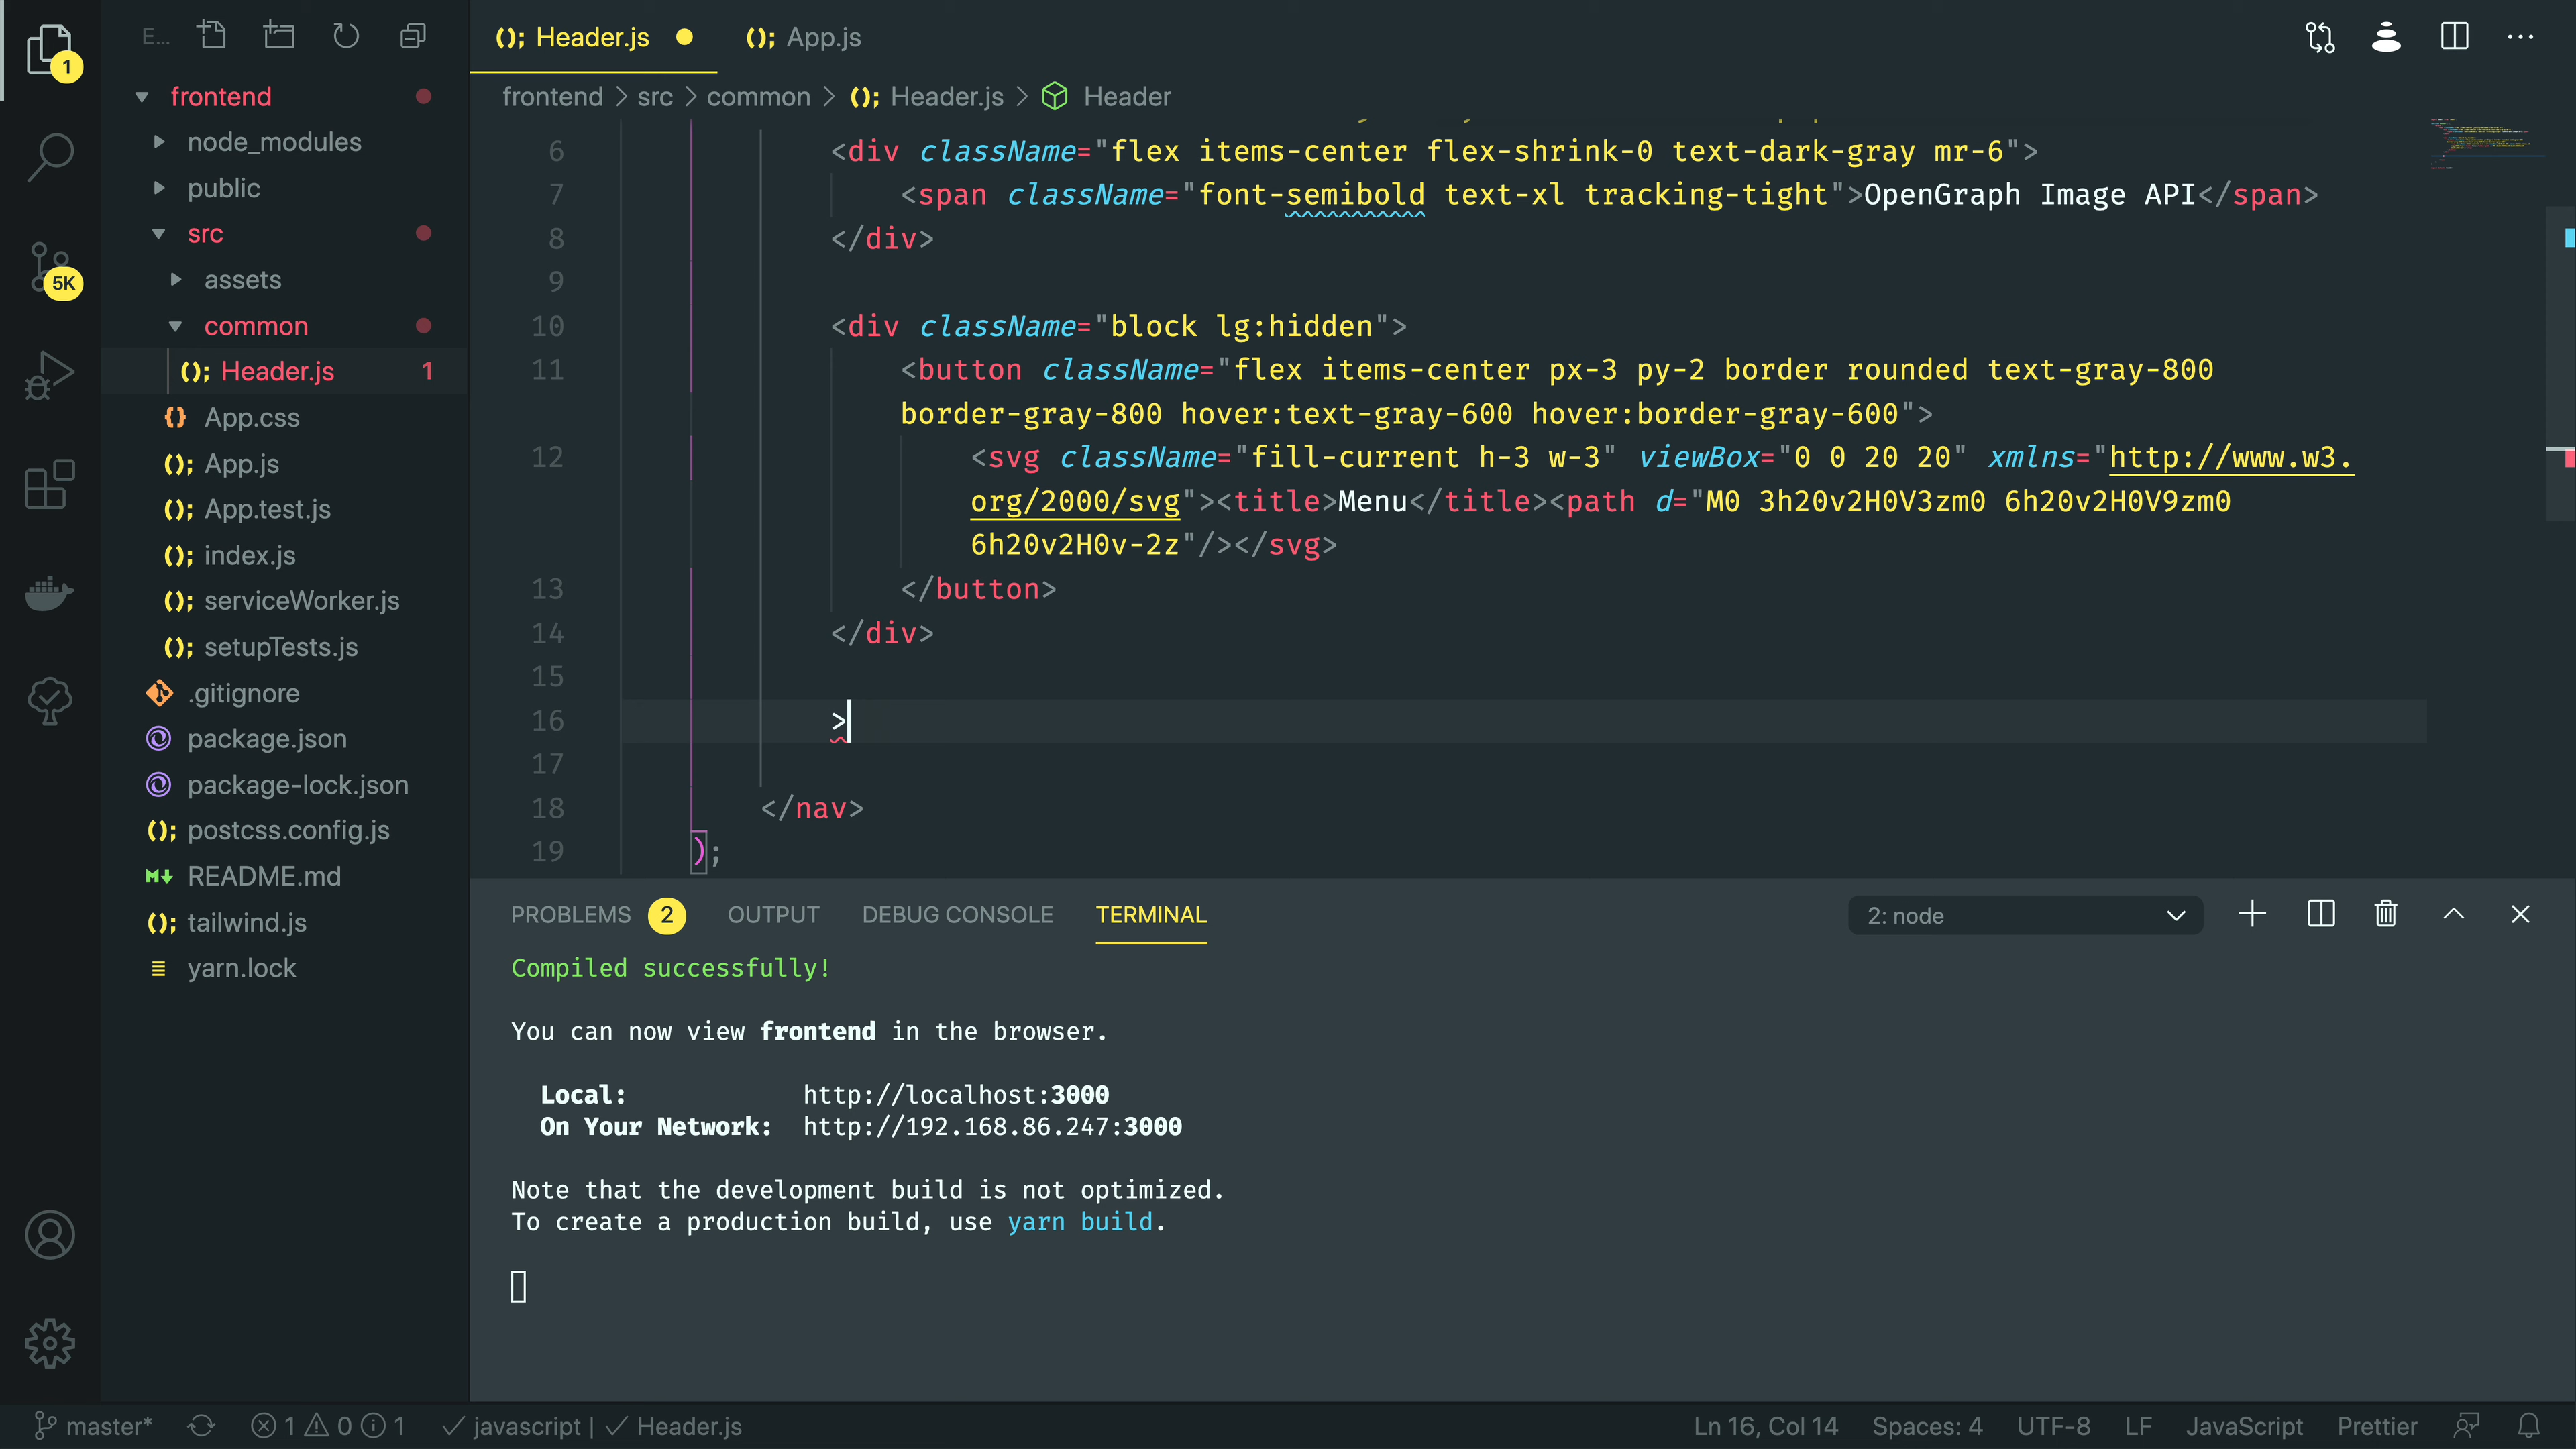 1
5K
E...
frontend
node_modules
public
src
assets
common
(); Header.js 1
{} App.css
(); App.js
(); App.test.js
(); index.js
(); serviceWorker.js
(); setupTests.js
.gitignore
package.json
package-lock.json
(); postcss.config.js
M↓ README.md
(); tailwind.js
yarn.lock
(); Header.js
(); App.js
frontend > src > common > (); Header.js > Header
6 <div className="flex items-center flex-shrink-0 text-dark-gray mr-6">
7 <span className="font-semibold text-xl tracking-tight">OpenGraph Image API</span>
8 </div>
9
10 <div className="block lg:hidden">
11 <button className="flex items-center px-3 py-2 border rounded text-gray-800
border-gray-800 hover:text-gray-600 hover:border-gray-600">
12 <svg className="fill-current h-3 w-3" viewBox="0 0 20 20" xmlns="http://www.w3.
org/2000/svg"><title>Menu</title><path d="M0 3h20v2H0V3zm0 6h20v2H0V9zm0
6h20v2H0v-2z"/></svg>
13 </button>
14 </div>
15
16 >
17
18 </nav>
19 );
PROBLEMS 2 OUTPUT DEBUG CONSOLE TERMINAL 2: node
Compiled successfully!
You can now view frontend in the browser.
Local: http://localhost:3000
On Your Network: http://192.168.86.247:3000
Note that the development build is not optimized.
To create a production build, use yarn build.
master* 1 0 1 javascript | Header.js Ln 16, Col 14 Spaces: 4 UTF-8 LF JavaScript Prettier